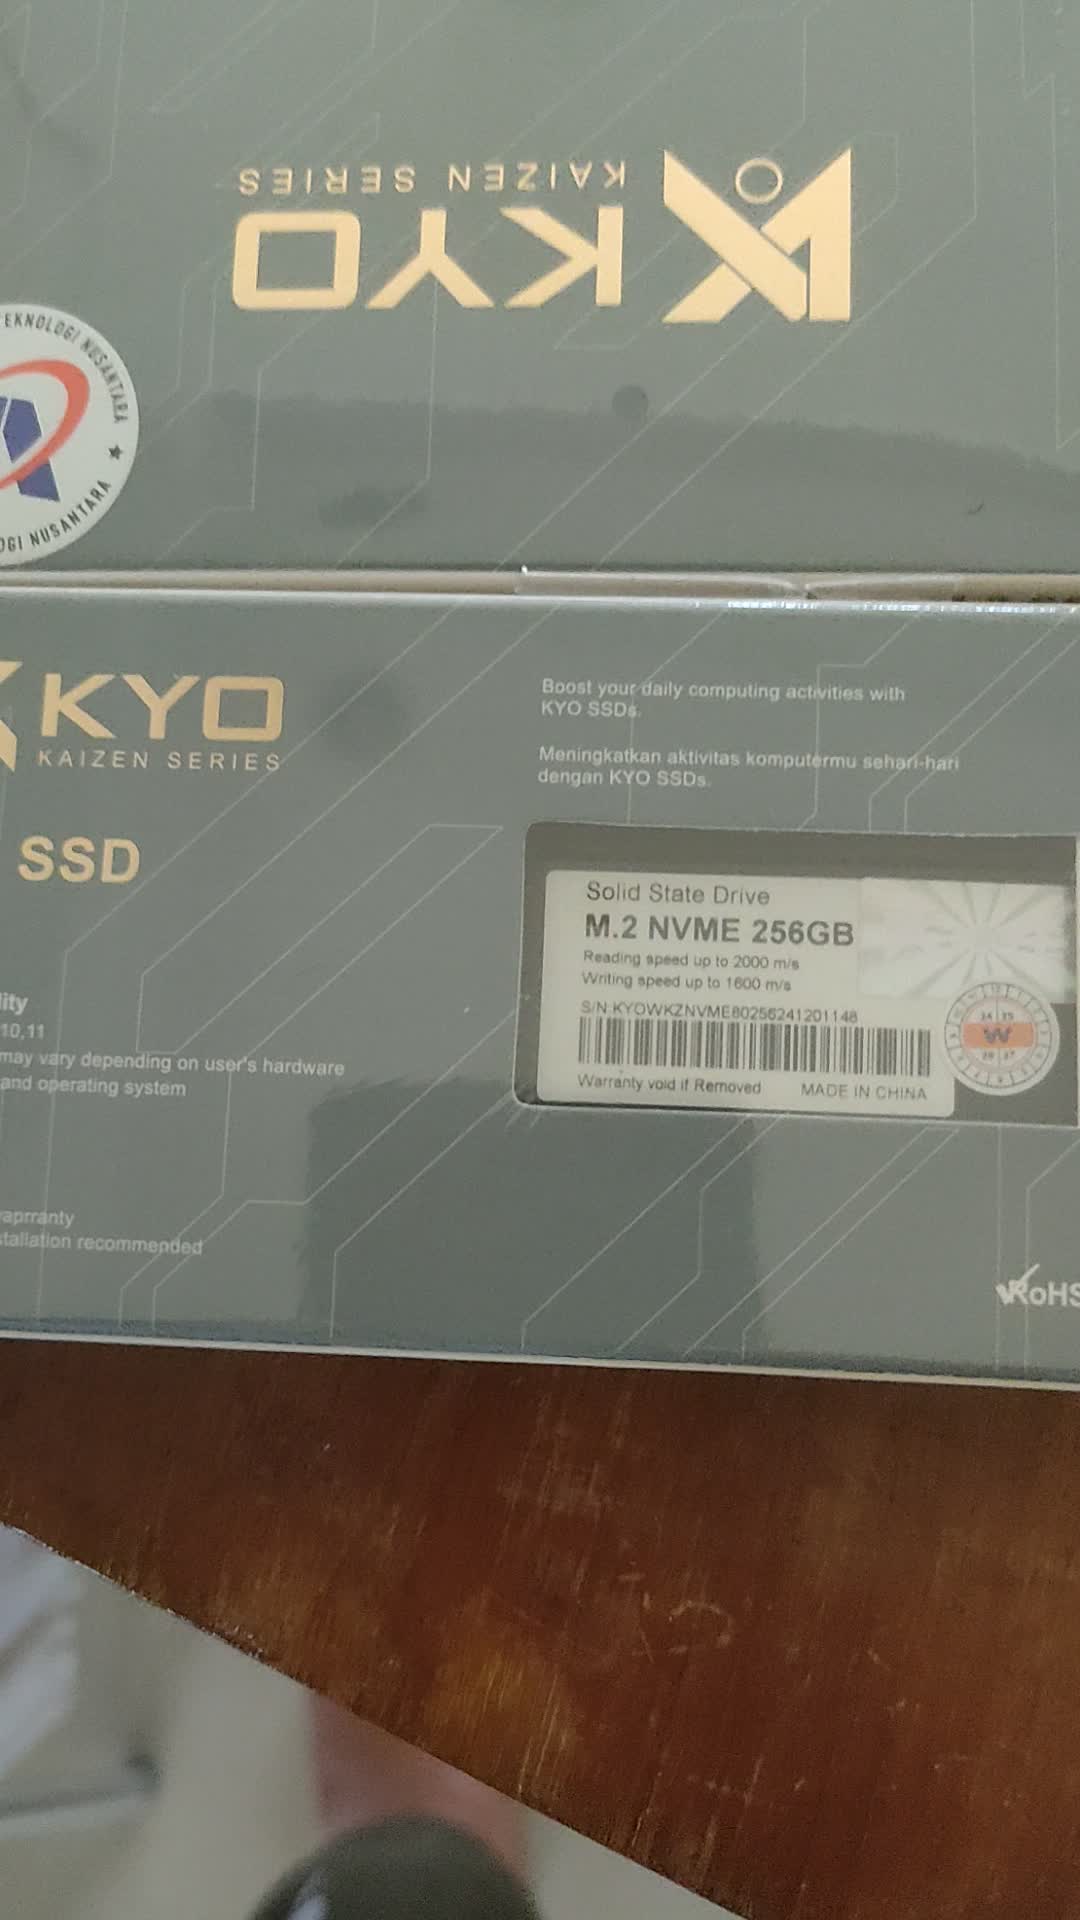 KAIZEN SERIES
KYO
EKNOLOGI NUSANTARA
OGI NUSANTARA
KYO
KAIZEN SERIES
SSD
Boost your daily computing activities with
KYO SSDs.
Meningkatkan aktivitas komputermu sehari-hari
dengan KYO SSDs.
Solid State Drive
M.2 NVME 256GB
Reading speed up to 2000 m/s
Writing speed up to 1600 m/s
S/N:KYOWKZNVME80256241201148
Warranty void if Removed MADE IN CHINA
W
lity
10,11
may vary depending on user's hardware
and operating system
aprranty
stallation recommended
RoHS